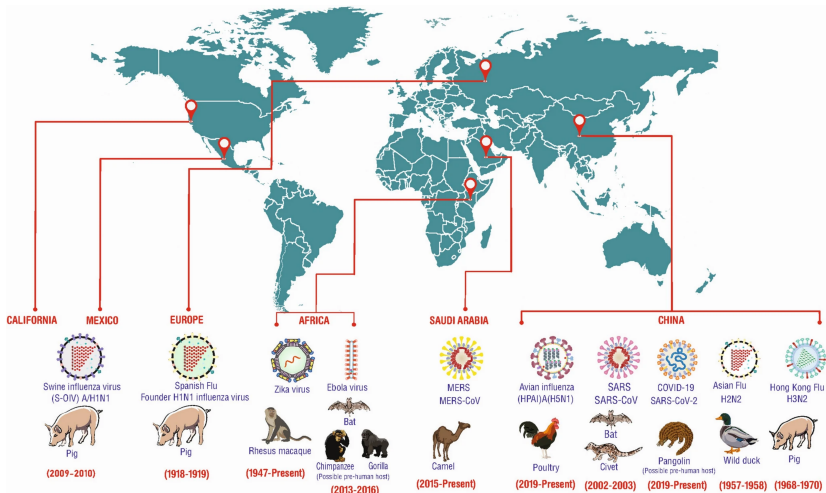 CALIFORNIA
MEXICO
EUROPE
AFRICA
SAUDI ARABIA
CHINA
Swine influenza virus
(S-OIV) A/H1N1
Pig
(2009-2010)
Spanish Flu
Founder H1N1 influenza virus
Pig
(1918-1919)
Zika virus
Rhesus macaque
(1947-Present)
Ebola virus
Bat
Chimpanzee
Gorilla
(Possible pre-human host)
(2013-2016)
MERS
MERS-CoV
Camel
(2015-Present)
Avian influenza
(HPAI)A(H5N1)
Poultry
(2019-Present)
SARS
SARS-CoV
Bat
Civet
(2002-2003)
COVID-19
SARS-CoV-2
Pangolin
(Possible pre-human host)
(2019-Present)
Asian Flu
H2N2
Wild duck
(1957-1958)
Hong Kong Flu
H3N2
Pig
(1968-1970)